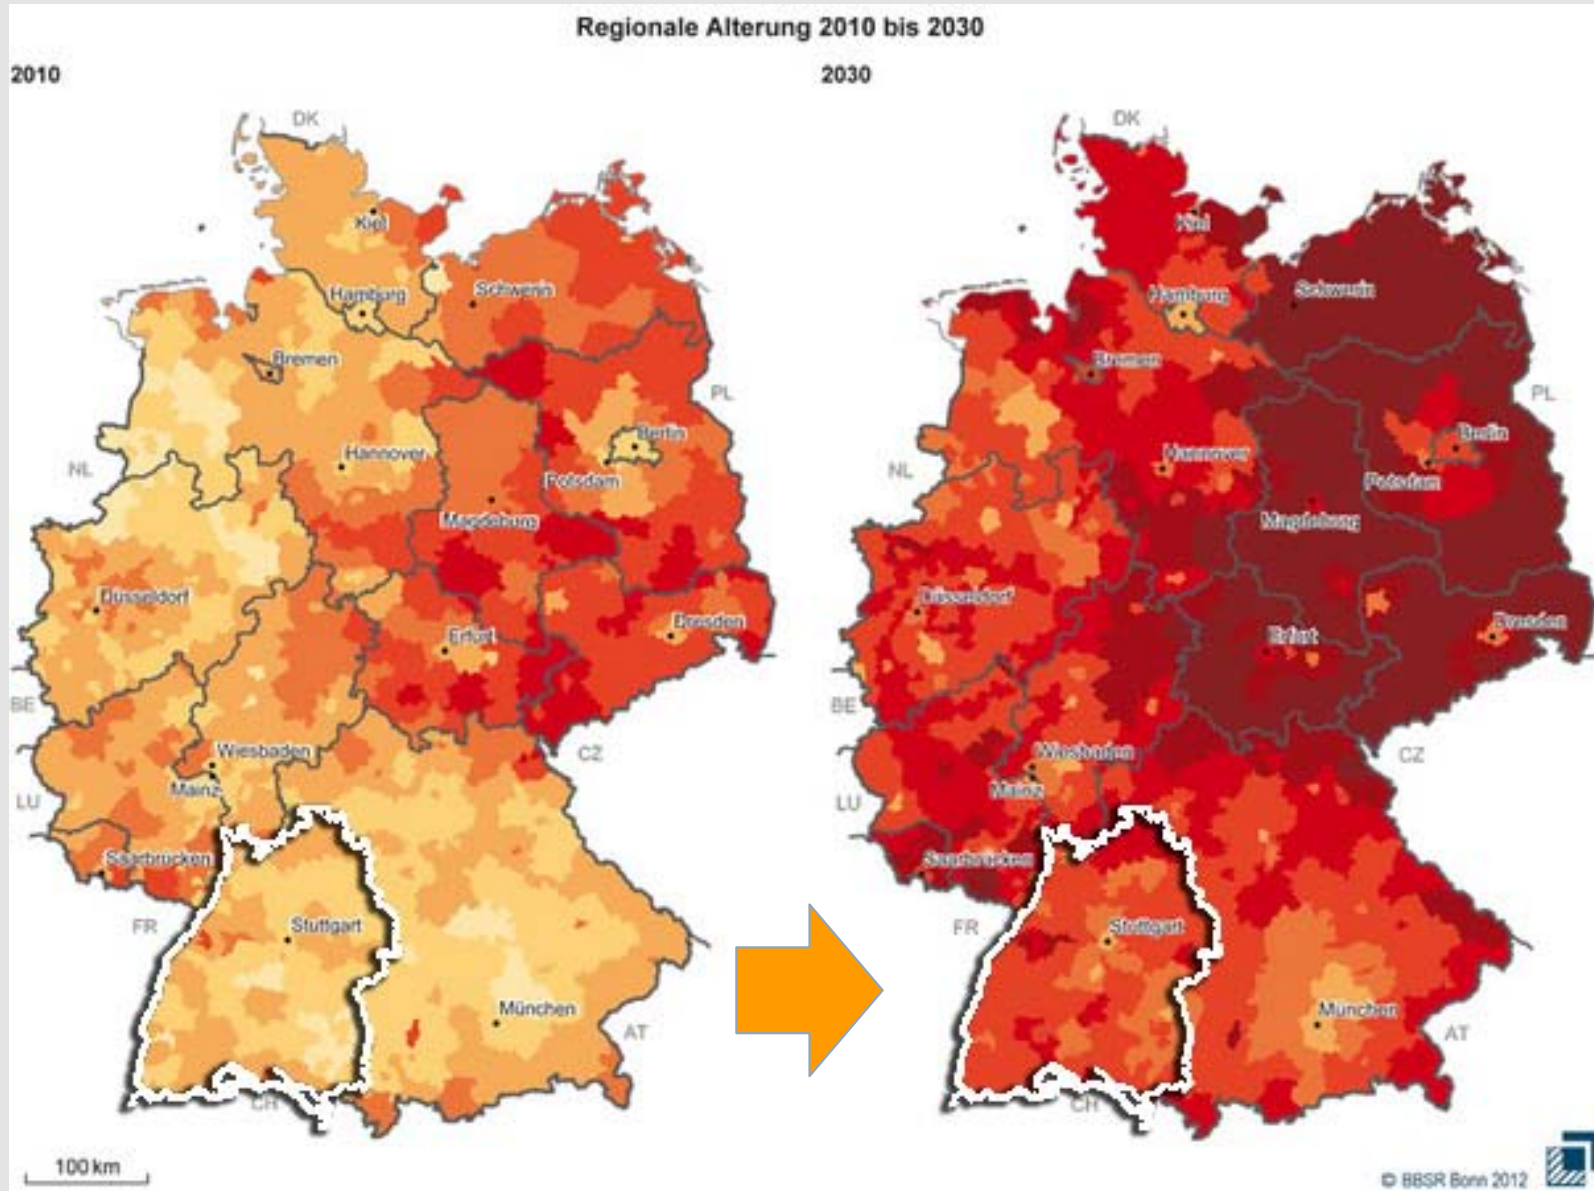 Regionale Alterung 2010 bis 2030
2010
2030
DK
Kiel
Hamburg
Schwerin
Bremen
PL
Berlin
Hannover
NL
Potsdam
Magdeburg
Düsseldorf
Dresden
Erfurt
BE
Wiesbaden
CZ
Mainz
LU
Saarbrücken
FR
Stuttgart
München
AT
CH
DK
Kiel
Hamburg
Schwerin
Bremen
PL
Berlin
Hannover
NL
Potsdam
Magdeburg
Düsseldorf
Dresden
Erfurt
BE
Wiesbaden
CZ
Mainz
LU
Saarbrücken
FR
Stuttgart
München
AT
CH
100 km
© BBSR Bonn 2012